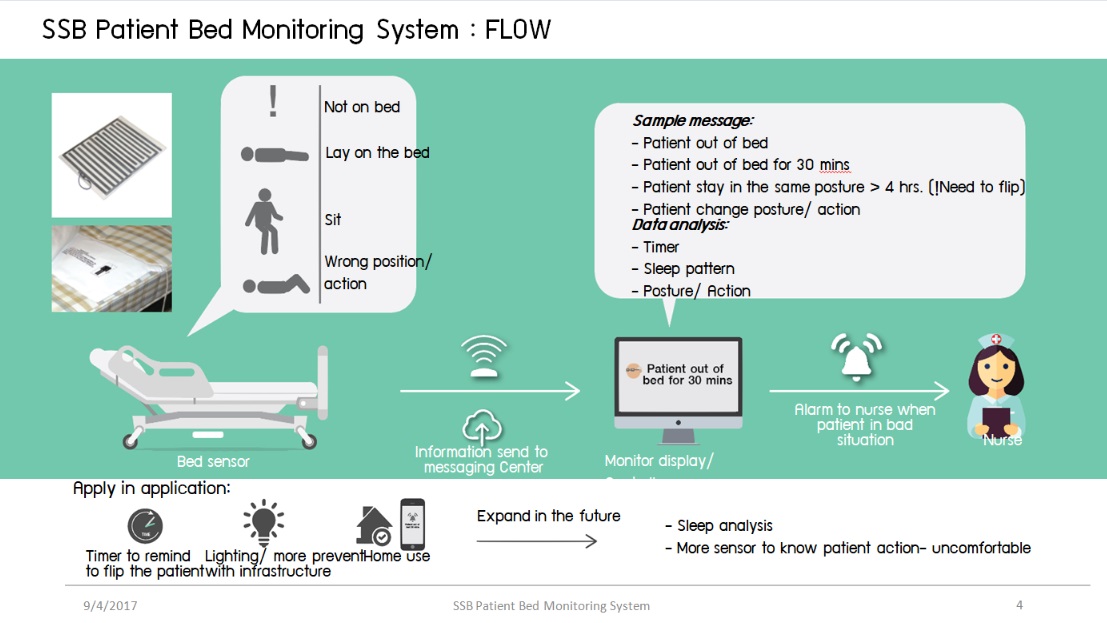 SSB Patient Bed Monitoring System : FLOW
Not on bed
Lay on the bed
Sit
Wrong position/
action
Sample message:
- Patient out of bed
- Patient out of bed for 30 mins
- Patient stay in the same posture > 4 hrs. (!Need to flip)
- Patient change posture/ action
Data analysis:
- Timer
- Sleep pattern
- Posture/ Action
Patient out of
bed for 30 mins
Bed sensor
Information send to
messaging Center
Monitor display/
Alarm to nurse when
patient in bad
situation
Nurse
Apply in application:
TIME
Timer to remind
to flip the patient
Lighting/ more prevent
with infrastructure
Home use
Expand in the future
- Sleep analysis
- More sensor to know patient action- uncomfortable
9/4/2017
SSB Patient Bed Monitoring System
4